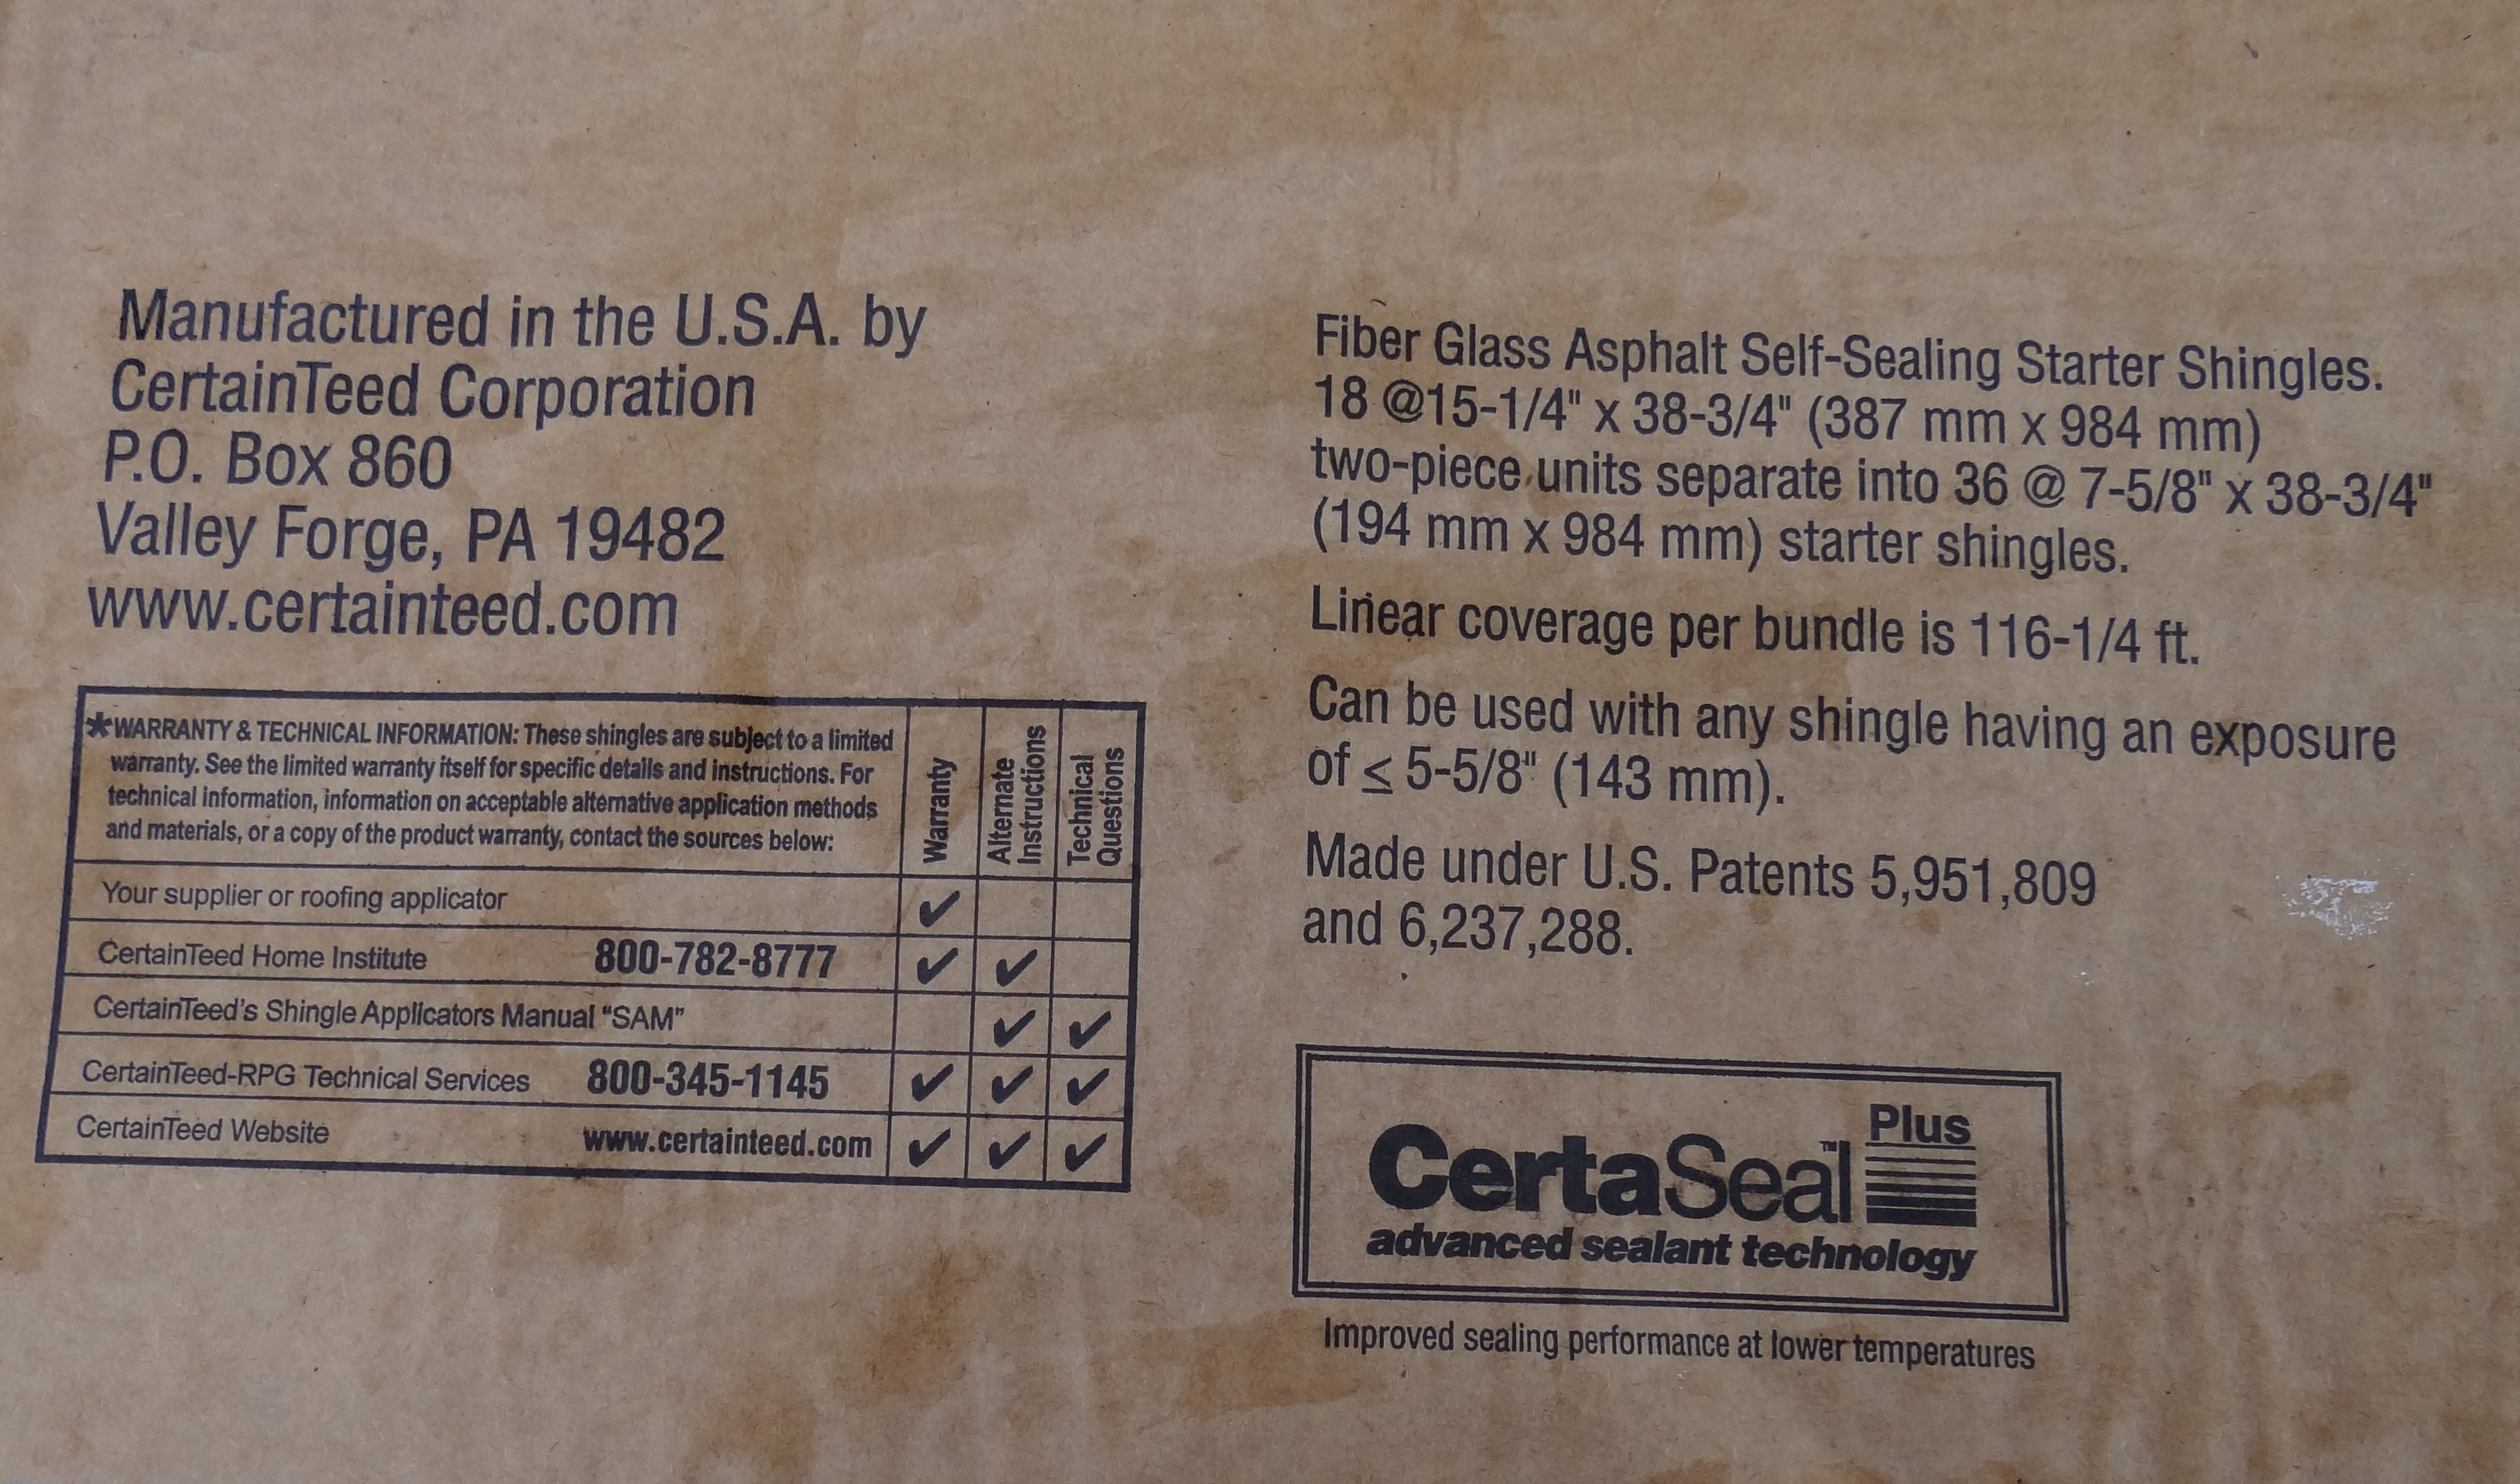 Manufactured in the U.S.A. by
CertainTeed Corporation
P.O. Box 860
Valley Forge, PA 19482
www.certainteed.com
*WARRANTY & TECHNICAL INFORMATION: These shingles are subject to a limited
warranty. See the limited warranty itself for specific details and instructions. For
technical information, information on acceptable alternative application methods
and materials, or a copy of the product warranty, contact the sources below:
Warranty
Alternate
Instructions
Technical
Questions
Your supplier or roofing applicator ✔
CertainTeed Home Institute 800-782-8777 ✔ ✔
CertainTeed's Shingle Applicators Manual “SAM” ✔ ✔
CertainTeed-RPG Technical Services 800-345-1145 ✔ ✔ ✔
CertainTeed Website www.certainteed.com ✔ ✔ ✔
Fiber Glass Asphalt Self-Sealing Starter Shingles.
18 @15-1/4" x 38-3/4" (387 mm x 984 mm)
two-piece units separate into 36 @ 7-5/8" x 38-3/4"
(194 mm x 984 mm) starter shingles.
Linear coverage per bundle is 116-1/4 ft.
Can be used with any shingle having an exposure
of ≤ 5-5/8" (143 mm).
Made under U.S. Patents 5,951,809
and 6,237,288.
CertaSeal™ Plus
advanced sealant technology
Improved sealing performance at lower temperatures